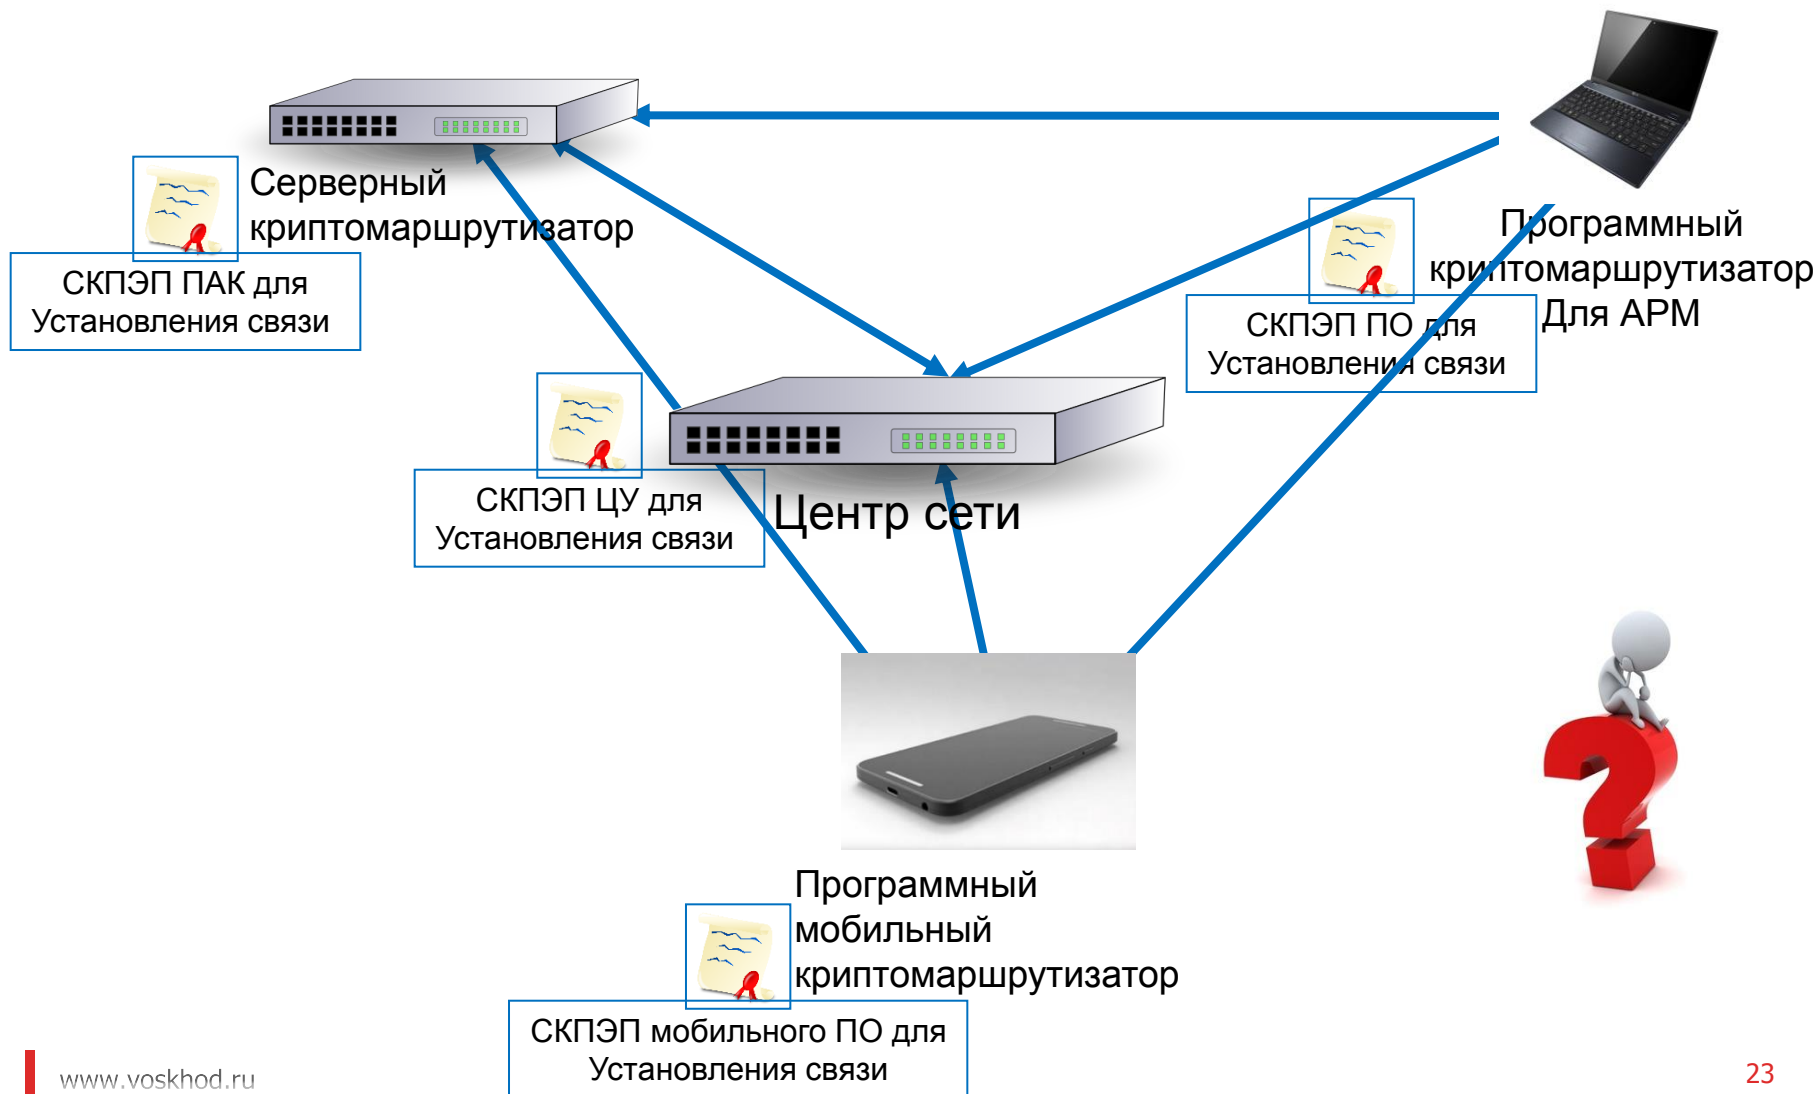 Серверный
криптомаршрутизатор
СКПЭП ПАК для
Установления связи
Программный
криптомаршрутизатор
Для АРМ
СКПЭП ПО для
Установления связи
СКПЭП ЦУ для
Установления связи
Центр сети
Программный
мобильный
криптомаршрутизатор
СКПЭП мобильного ПО для
Установления связи
www.voskhod.ru
23